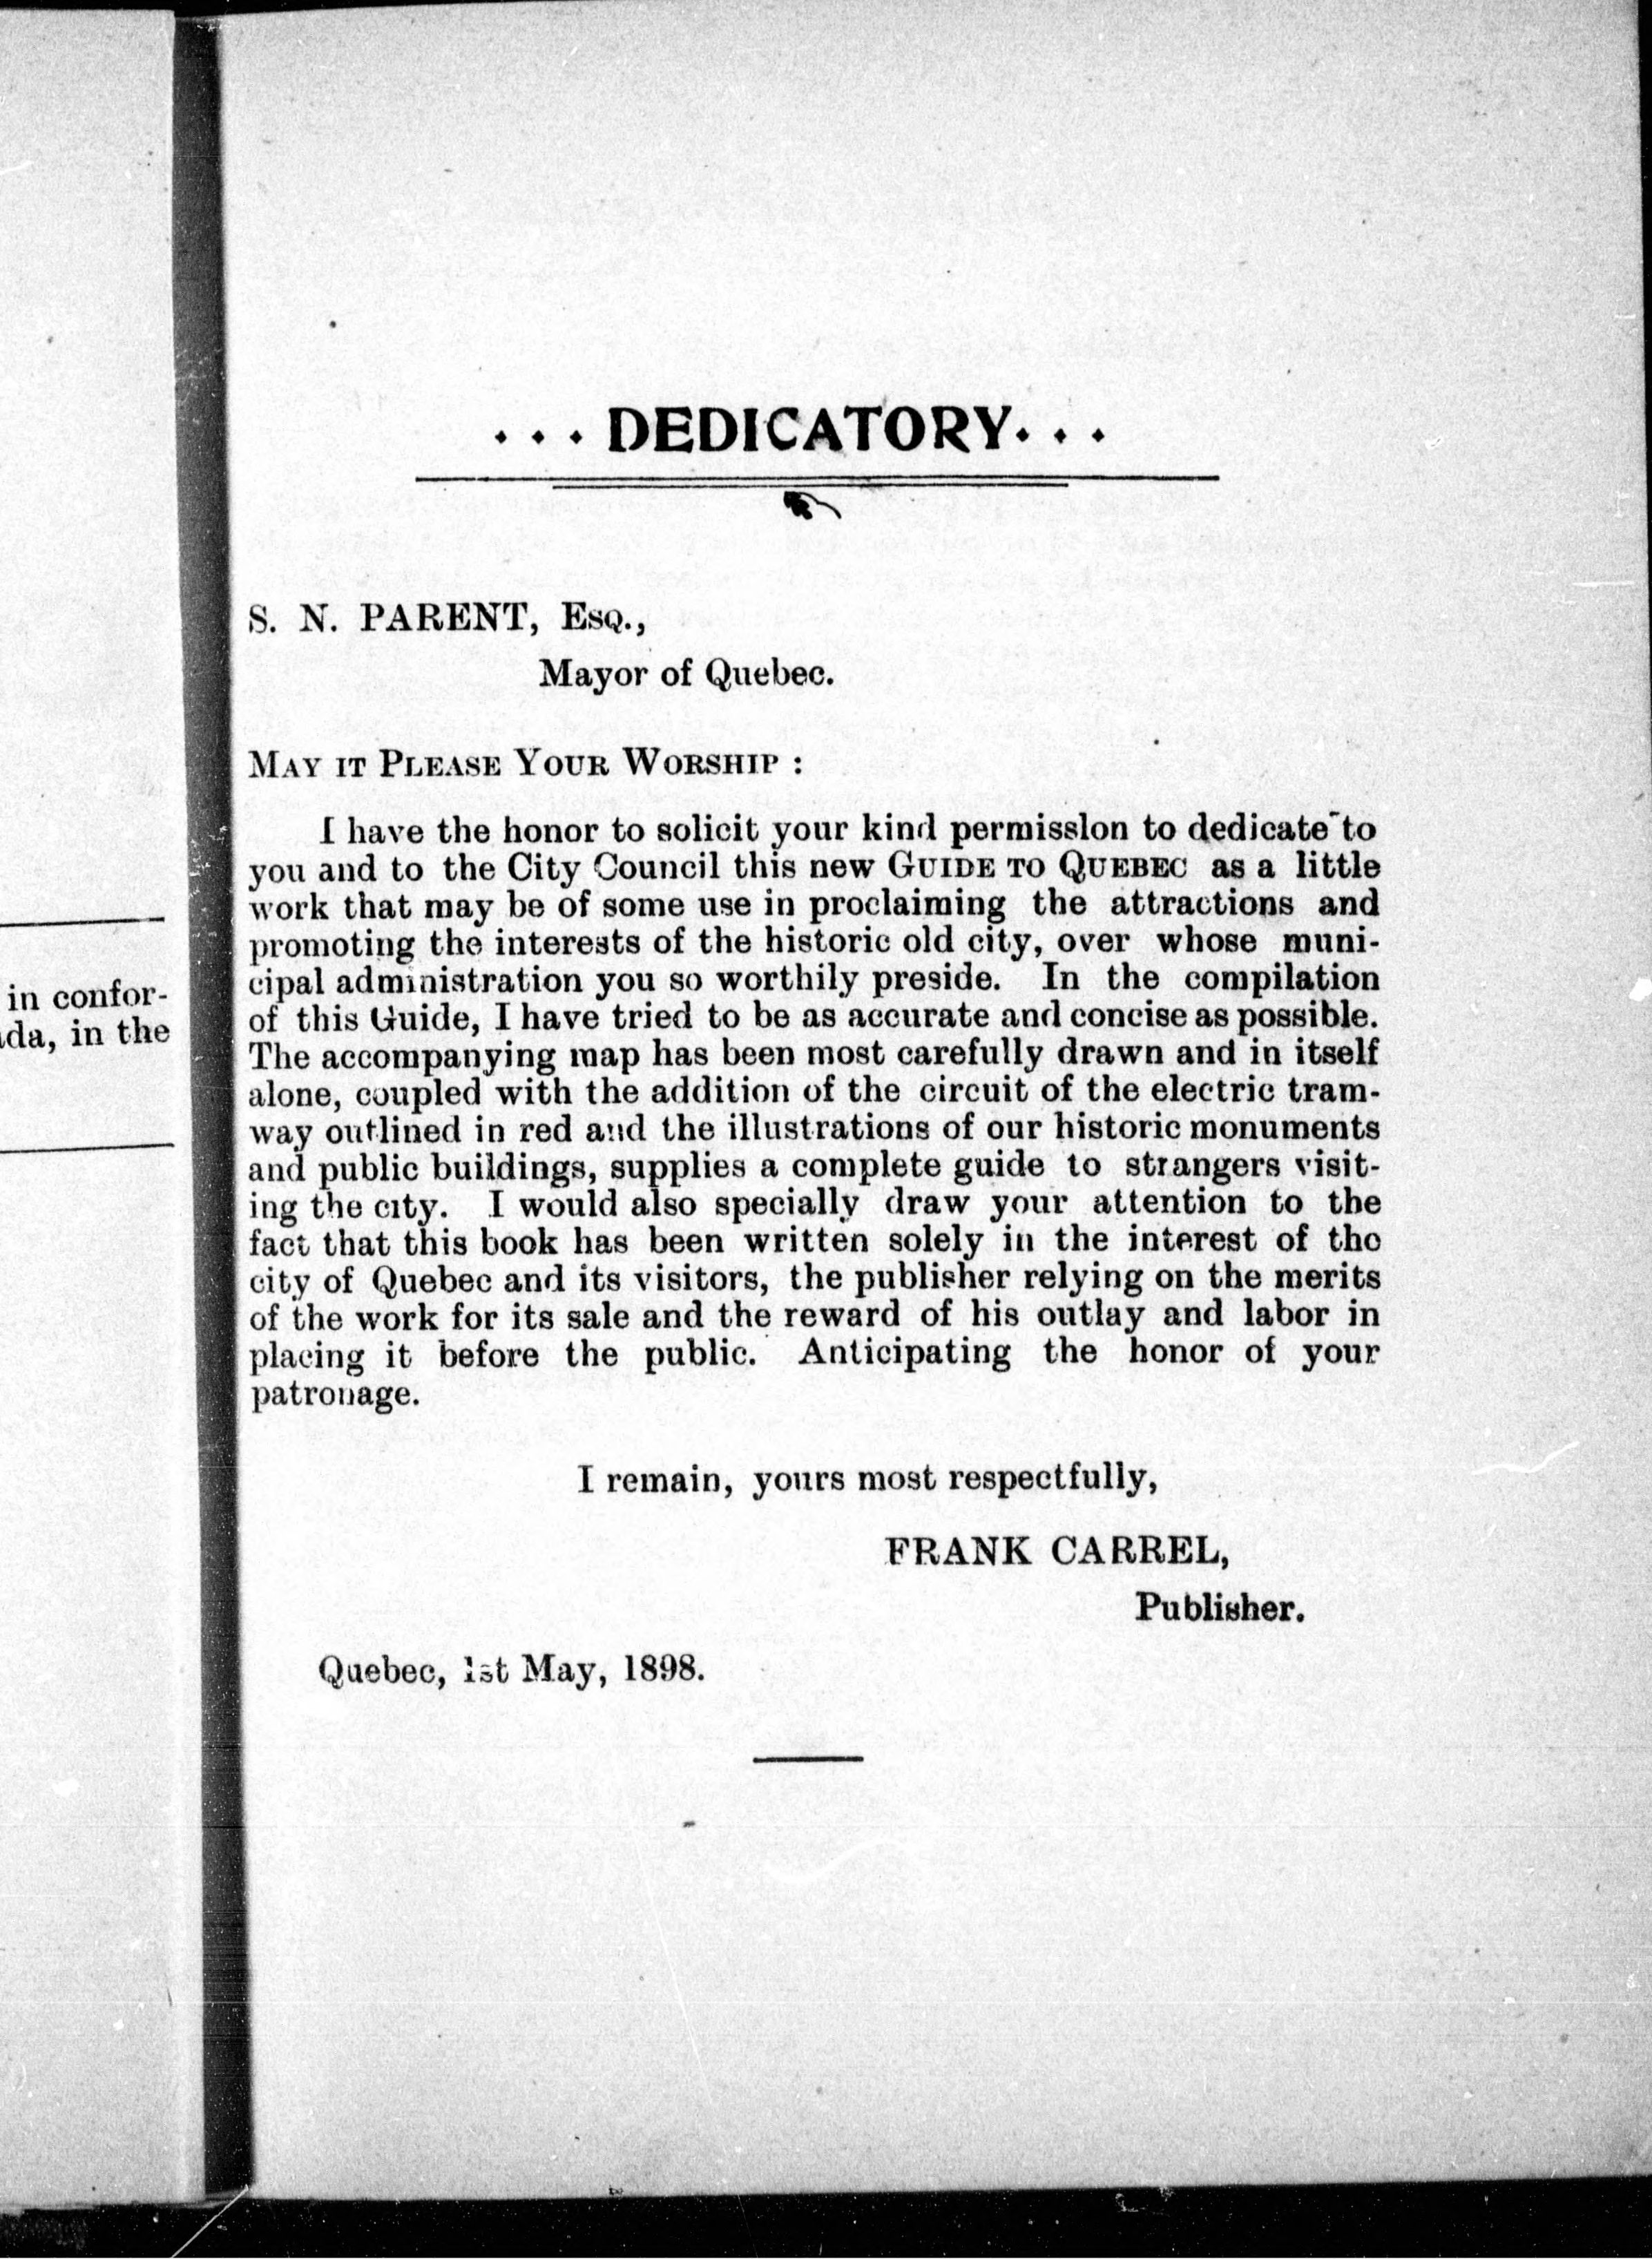 in confor-
da, in the
. . . DEDICATORY. . .
S. N. PARENT, Esq.,
Mayor of Quebec.
May it Please Your Worship :
I have the honor to solicit your kind permisslon to dedicate to
you and to the City Council this new Guide to Quebec as a little
work that may be of some use in proclaiming the attractions and
promoting the interests of the historic old city, over whose muni-
cipal administration you so worthily preside. In the compilation
of this Guide, I have tried to be as accurate and concise as possible.
The accompanying map has been most carefully drawn and in itself
alone, coupled with the addition of the circuit of the electric tram-
way outlined in red and the illustrations of our historic monuments
and public buildings, supplies a complete guide to strangers visit-
ing the city. I would also specially draw your attention to the
fact that this book has been written solely in the interest of the
city of Quebec and its visitors, the publisher relying on the merits
of the work for its sale and the reward of his outlay and labor in
placing it before the public. Anticipating the honor of your
patronage.
I remain, yours most respectfully,
FRANK CARREL,
Publisher.
Quebec, 1st May, 1898.